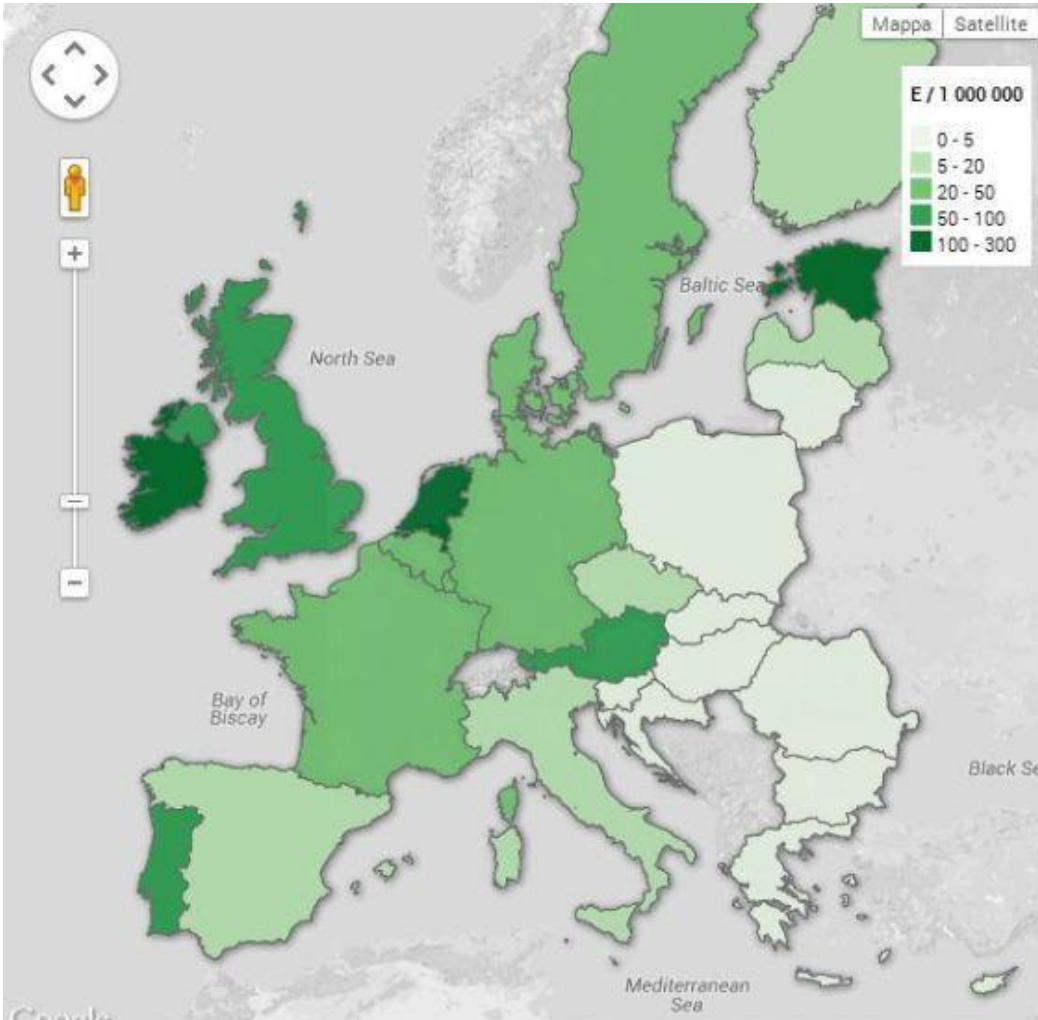 Mappa
Satellite
E / 1 000 000
0 - 5
5 - 20
20 - 50
50 - 100
100 - 300
Baltic Sea
North Sea
Bay of
Biscay
Black Se
Mediterranean
Sea
Google